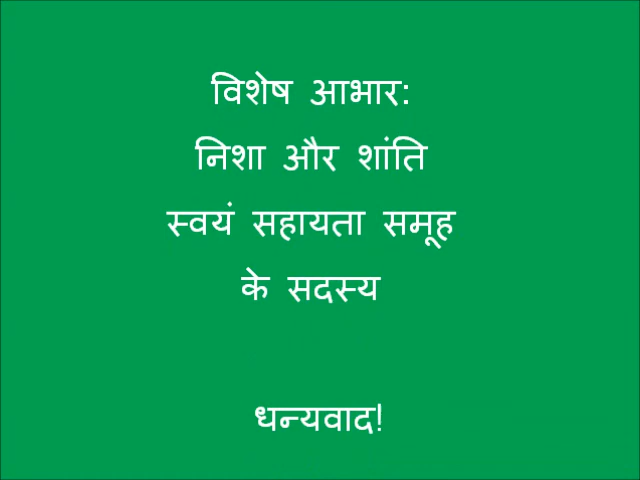 विशेष आभार:
निशा और शांति
स्वयं सहायता समूह
के सदस्य
धन्यवाद!